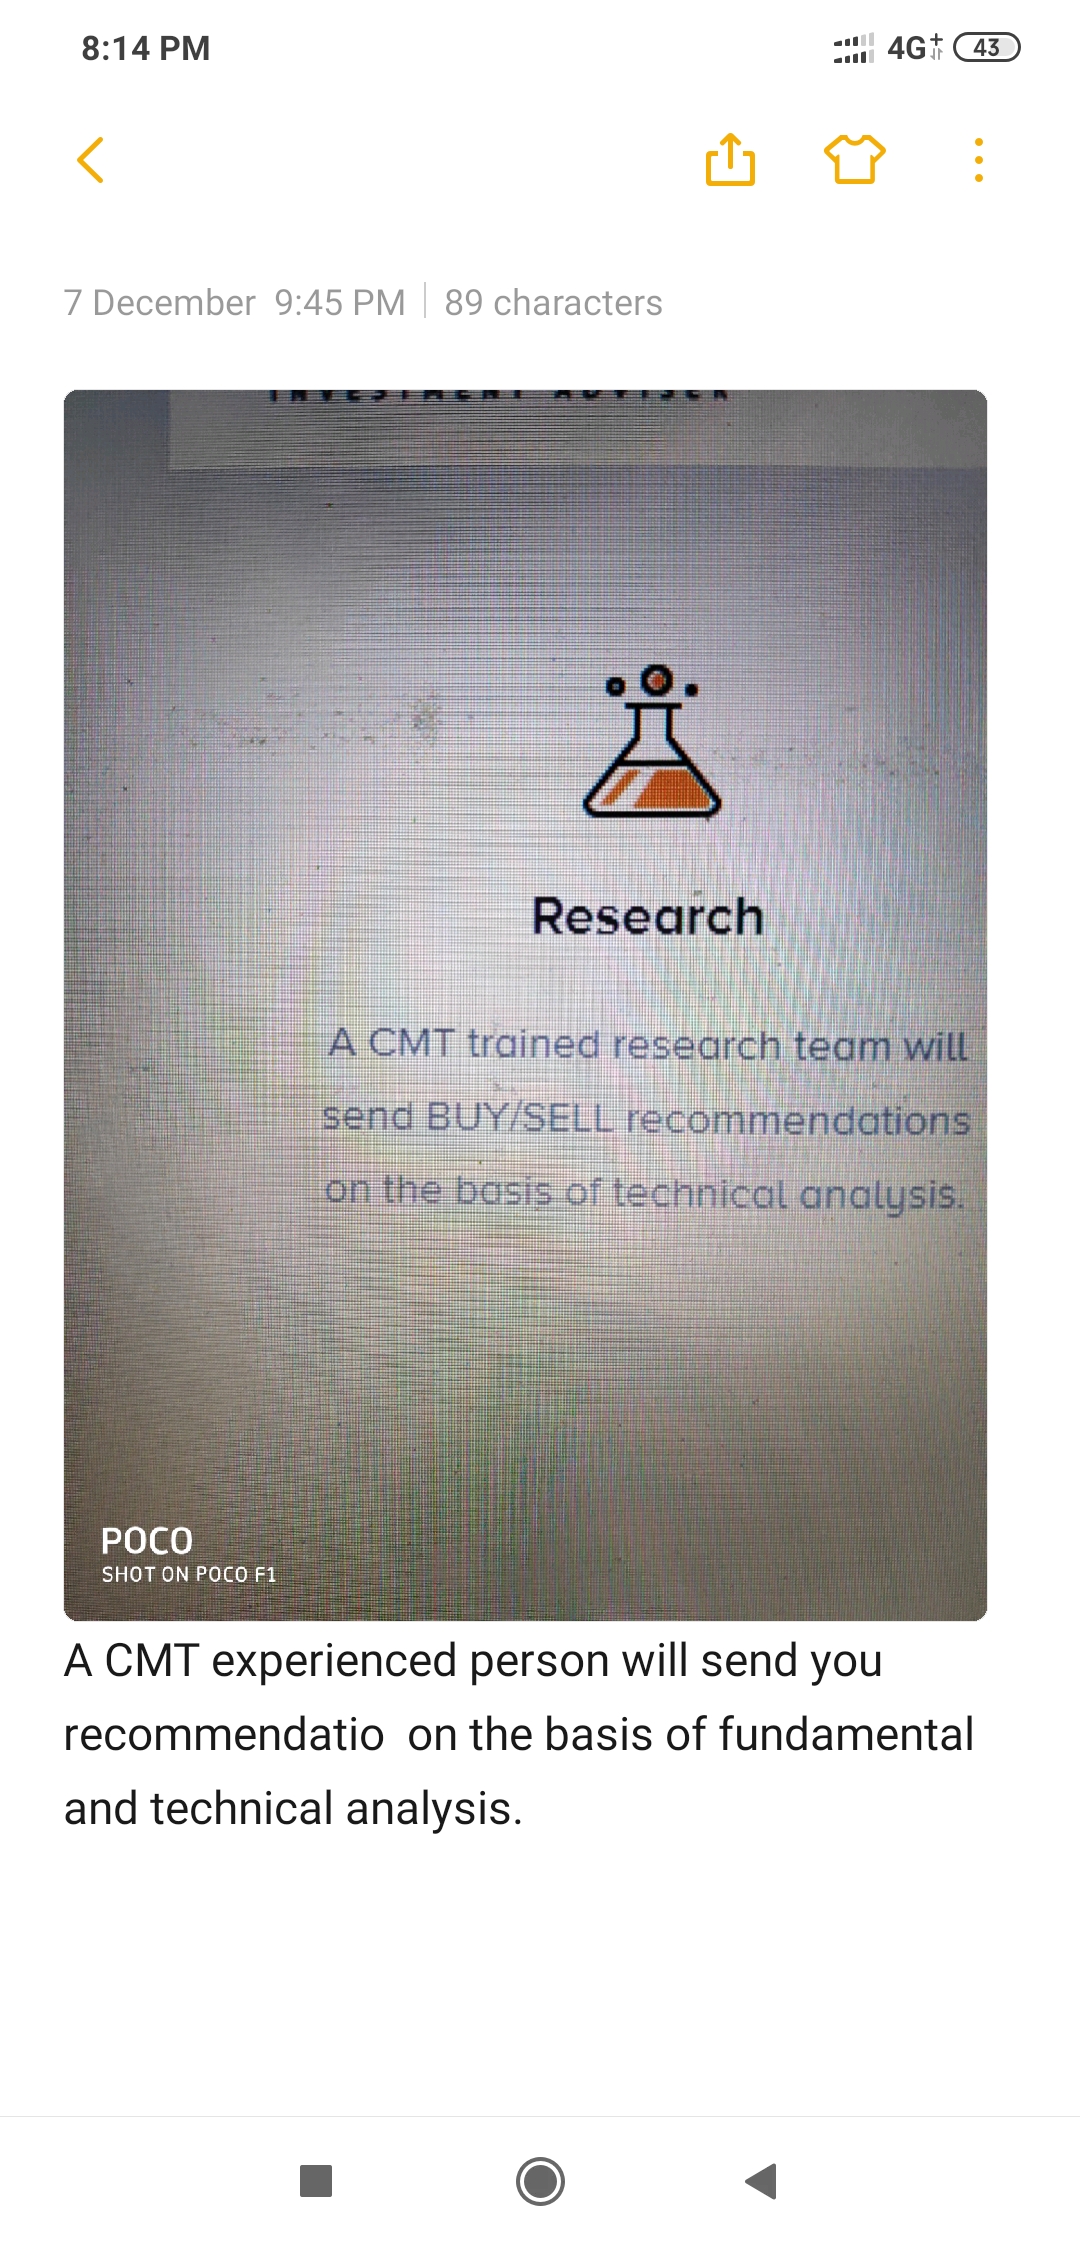 8:14 PM 4G+ 43
7 December 9:45 PM | 89 characters
INVESTMENT ADVISER
Research
A CMT trained research team will
send BUY/SELL recommendations
on the basis of technical analysis.
POCO
SHOT ON POCO F1
A CMT experienced person will send you
recommendatio  on the basis of fundamental
and technical analysis.